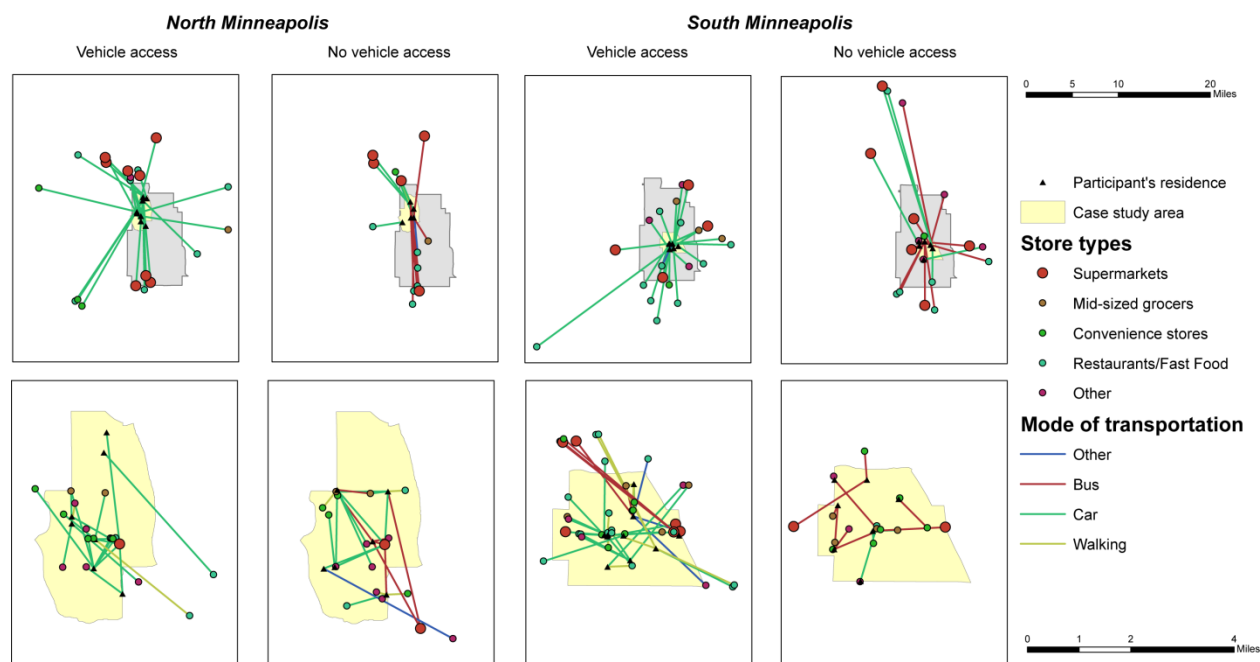 North Minneapolis
South Minneapolis
Vehicle access
No vehicle access
Vehicle access
No vehicle access
0 5 10 20
Miles
Participant's residence
Case study area
Store types
Supermarkets
Mid-sized grocers
Convenience stores
Restaurants/Fast Food
Other
Mode of transportation
Other
Bus
Car
Walking
0 1 2 4
Miles